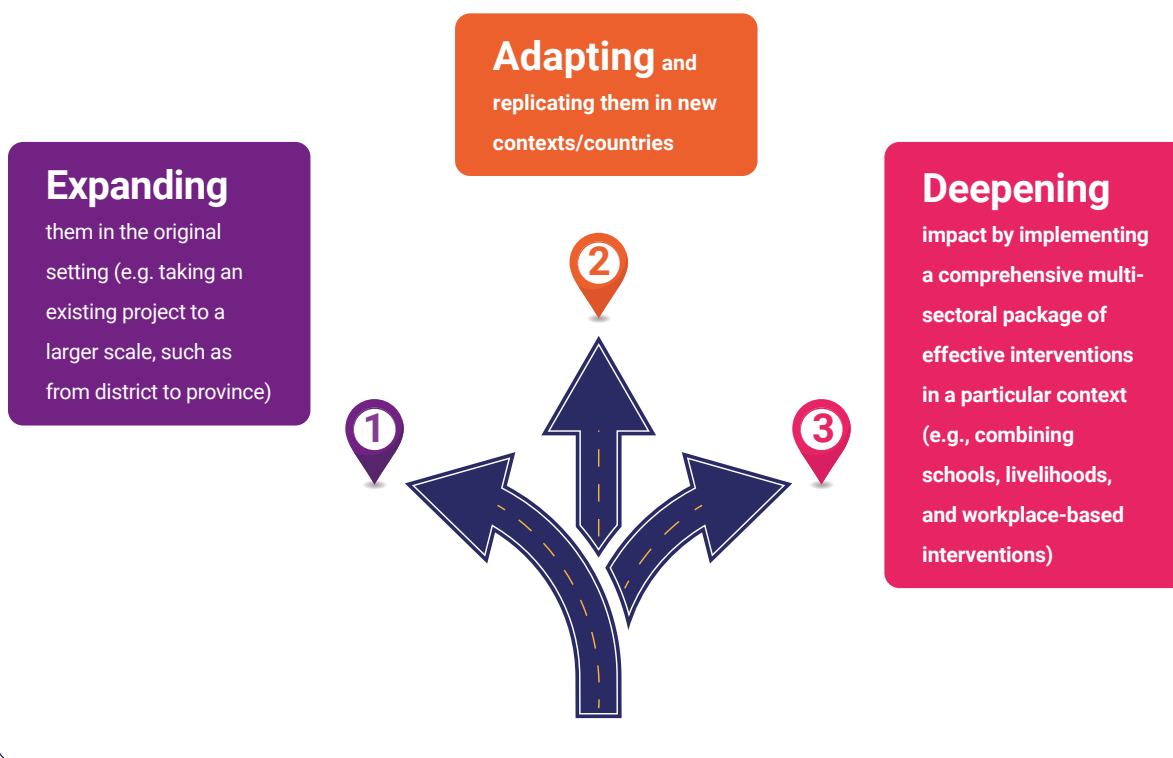 Expanding
them in the original
setting (e.g. taking an
existing project to a
larger scale, such as
from district to province)
1
Adapting and
replicating them in new
contexts/countries
2
Deepening
impact by implementing
a comprehensive multi-
sectoral package of
effective interventions
in a particular context
(e.g., combining
schools, livelihoods,
and workplace-based
interventions)
3